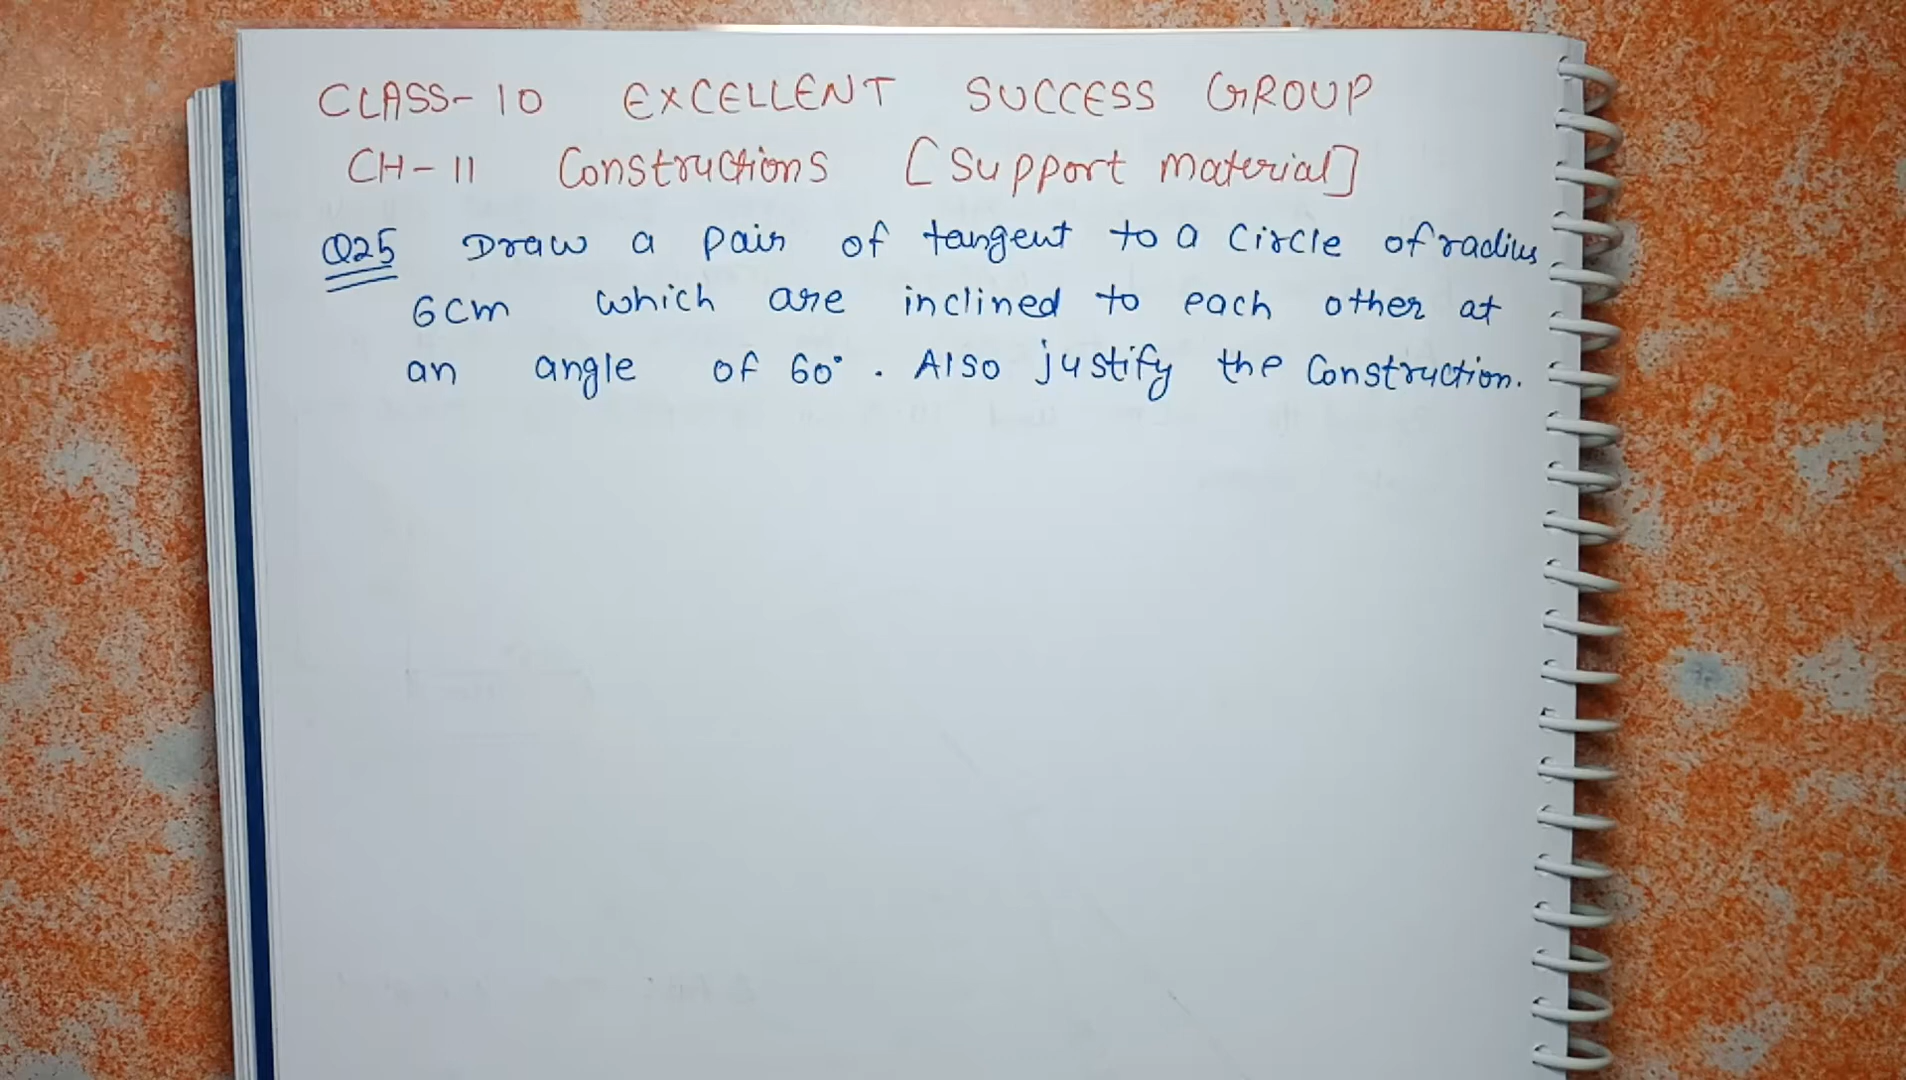 CLASS-10 EXCELLENT SUCCESS GROUP
CH-11 Constructions [Support Material]
Q25 Draw a pair of tangent to a circle of radius
6cm which are inclined to each other at
an angle of 60°. Also justify the Construction.